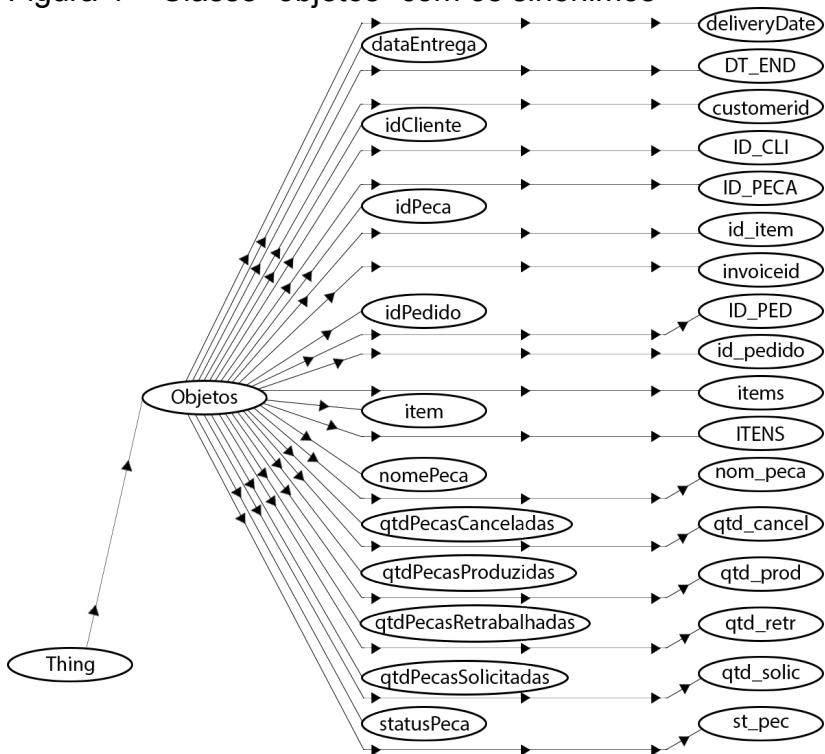 Figura 4 – Classe "objetos" com os sinônimos
deliveryDate
dataEntrega
DT_END
customerid
idCliente
ID_CLI
ID_PECA
idPeca
id_item
invoiceid
idPedido
ID_PED
id_pedido
Objetos
items
item
ITENS
nomePeca
nom_peca
qtdPecasCanceladas
qtd_cancel
qtdPecasProduzidas
qtd_prod
qtdPecasRetrabalhadas
qtd_retr
Thing
qtdPecasSolicitadas
qtd_solic
statusPeca
st_pec